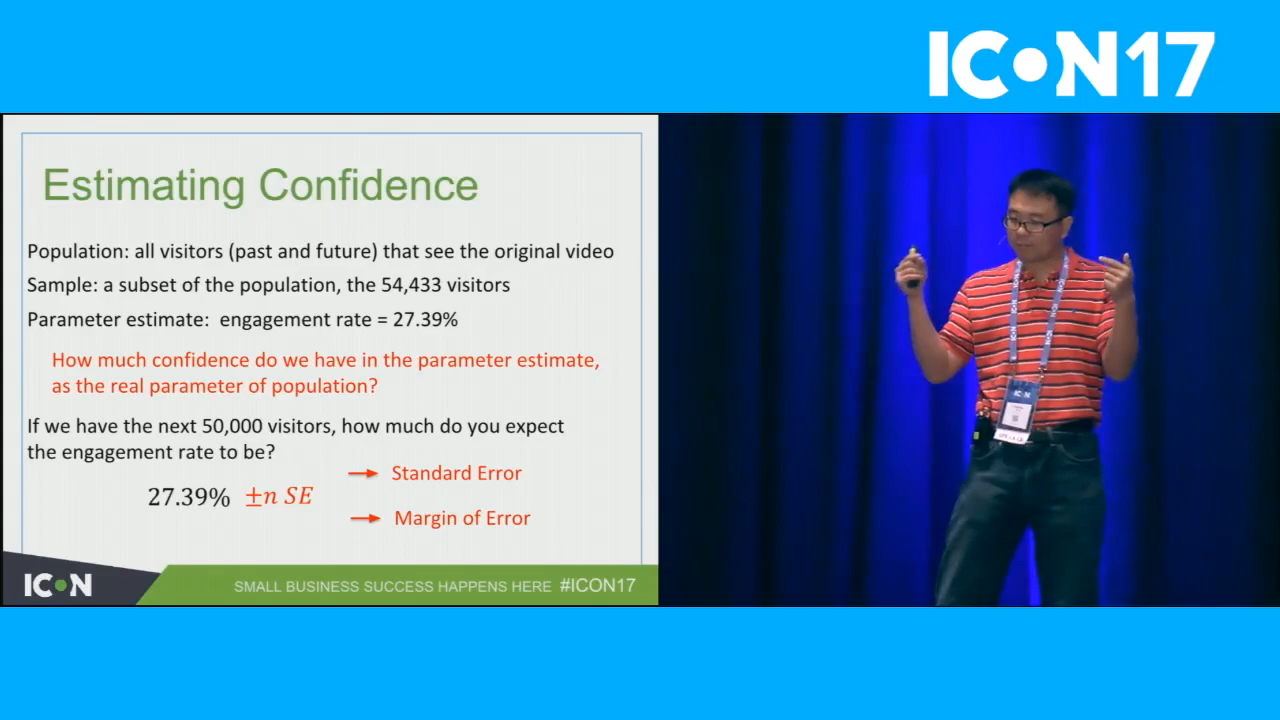 ICON17
Estimating Confidence
Population: all visitors (past and future) that see the original video
Sample: a subset of the population, the 54,433 visitors
Parameter estimate: engagement rate = 27.39%
How much confidence do we have in the parameter estimate,
as the real parameter of population?
If we have the next 50,000 visitors, how much do you expect
the engagement rate to be?
Standard Error
27.39% ±n SE
Margin of Error
ICON
SMALL BUSINESS SUCCESS HAPPENS HERE #ICON17
ICON
SPEAKER